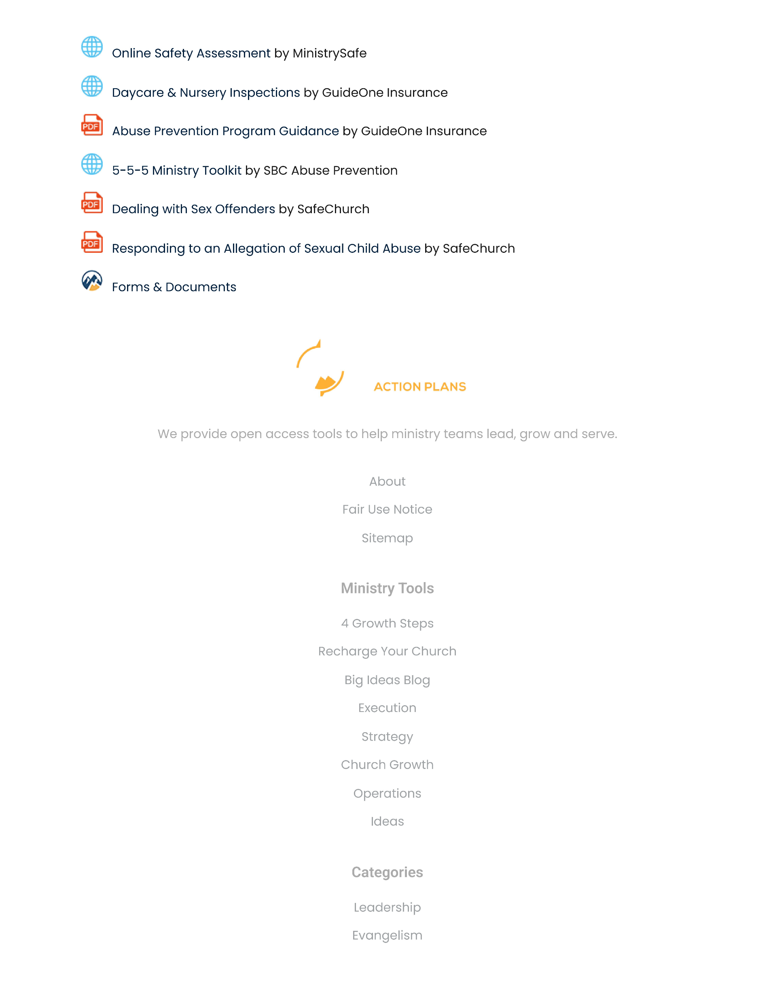 Online Safety Assessment by MinistrySafe
Daycare & Nursery Inspections by GuideOne Insurance
PDF Abuse Prevention Program Guidance by GuideOne Insurance
5-5-5 Ministry Toolkit by SBC Abuse Prevention
PDF Dealing with Sex Offenders by SafeChurch
PDF Responding to an Allegation of Sexual Child Abuse by SafeChurch
Forms & Documents
ACTION PLANS
We provide open access tools to help ministry teams lead, grow and serve.
About
Fair Use Notice
Sitemap
Ministry Tools
4 Growth Steps
Recharge Your Church
Big Ideas Blog
Execution
Strategy
Church Growth
Operations
Ideas
Categories
Leadership
Evangelism